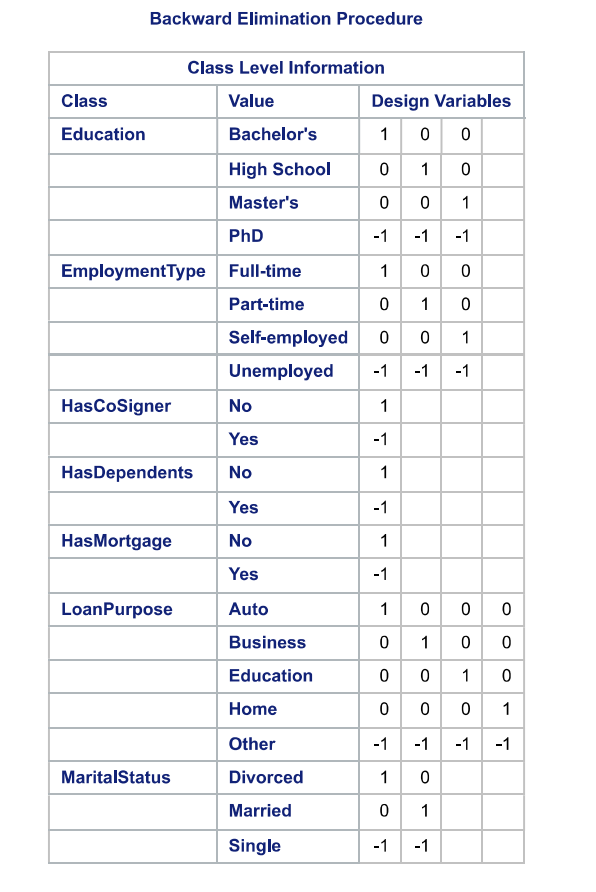 Backward Elimination Procedure
Class Level Information
Class Value Design Variables
Education Bachelor's 1 0 0
High School 0 1 0
Master's 0 0 1
PhD -1 -1 -1
EmploymentType Full-time 1 0 0
Part-time 0 1 0
Self-employed 0 0 1
Unemployed -1 -1 -1
HasCoSigner No 1
Yes -1
HasDependents No 1
Yes -1
HasMortgage No 1
Yes -1
LoanPurpose Auto 1 0 0 0
Business 0 1 0 0
Education 0 0 1 0
Home 0 0 0 1
Other -1 -1 -1 -1
MaritalStatus Divorced 1 0
Married 0 1
Single -1 -1